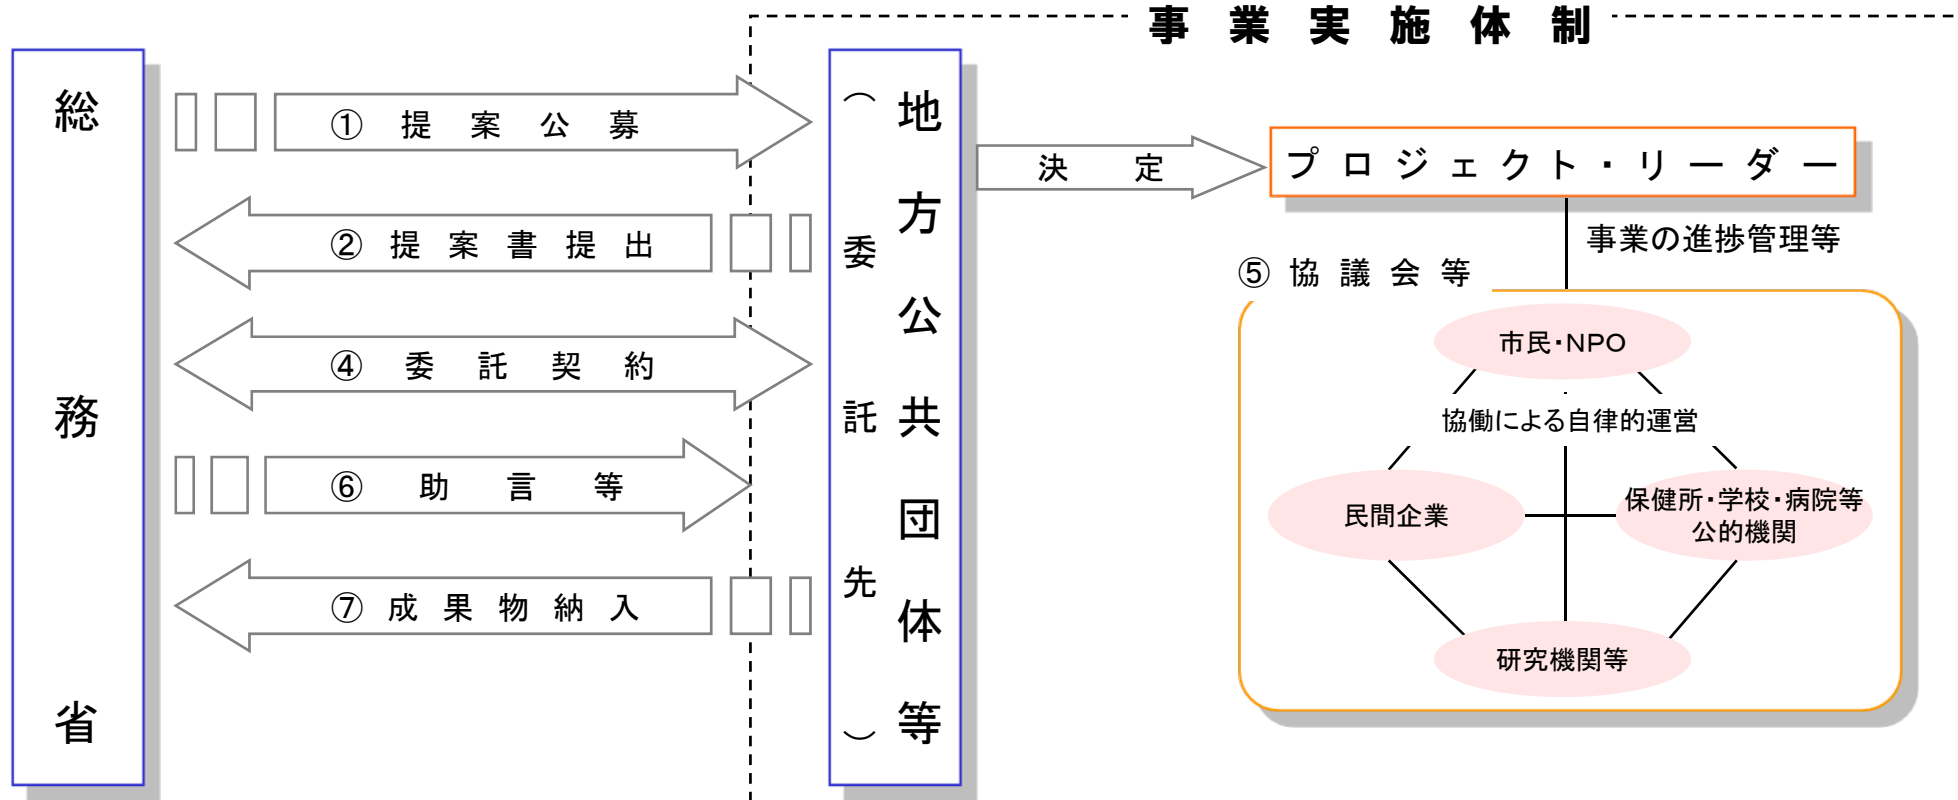 事業実施体制
総務省
①提案公募
②提案書提出
④委託契約
⑥助言等
⑦成果物納入
地方公共団体等
（委託先）
決定
プロジェクト・リーダー
事業の進捗管理等
⑤協議会等
市民・NPO
協働による自律的運営
民間企業
保健所・学校・病院等
公的機関
研究機関等